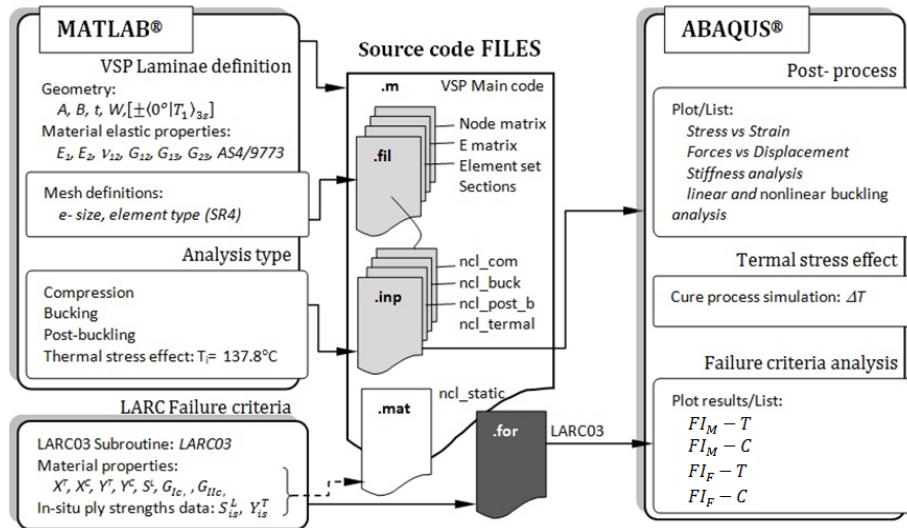 MATLAB®
VSP Laminae definition
Geometry:
A, B, t, W,[±⟨0°|T₁⟩₃ₛ]
Material elastic properties:
E₁, E₂, ν₁₂, G₁₂, G₁₃, G₂₃, AS4/9773
Mesh definitions:
e- size, element type (SR4)
Analysis type
Compression
Bucking
Post-buckling
Thermal stress effect: Tᵢ= 137.8°C
LARC Failure criteria
LARC03 Subroutine: LARC03
Material properties:
Xᵀ, Xᶜ, Yᵀ, Yᶜ, Sᴸ, G_Ic, , G_IIc,
In-situ ply strengths data: S_is^L, Y_is^T
Source code FILES
.m
VSP Main code
Node matrix
E matrix
.fil
Element set
Sections
ncl_com
ncl_buck
.inp
ncl_post_b
ncl_termal
ncl_static
.mat
.for
LARC03
ABAQUS®
Post- process
Plot/List:
Stress vs Strain
Forces vs Displacement
Stiffness analysis
linear and nonlinear buckling
analysis
Termal stress effect
Cure process simulation: ΔT
Failure criteria analysis
Plot results/List:
FI_M − T
FI_M − C
FI_F − T
FI_F − C